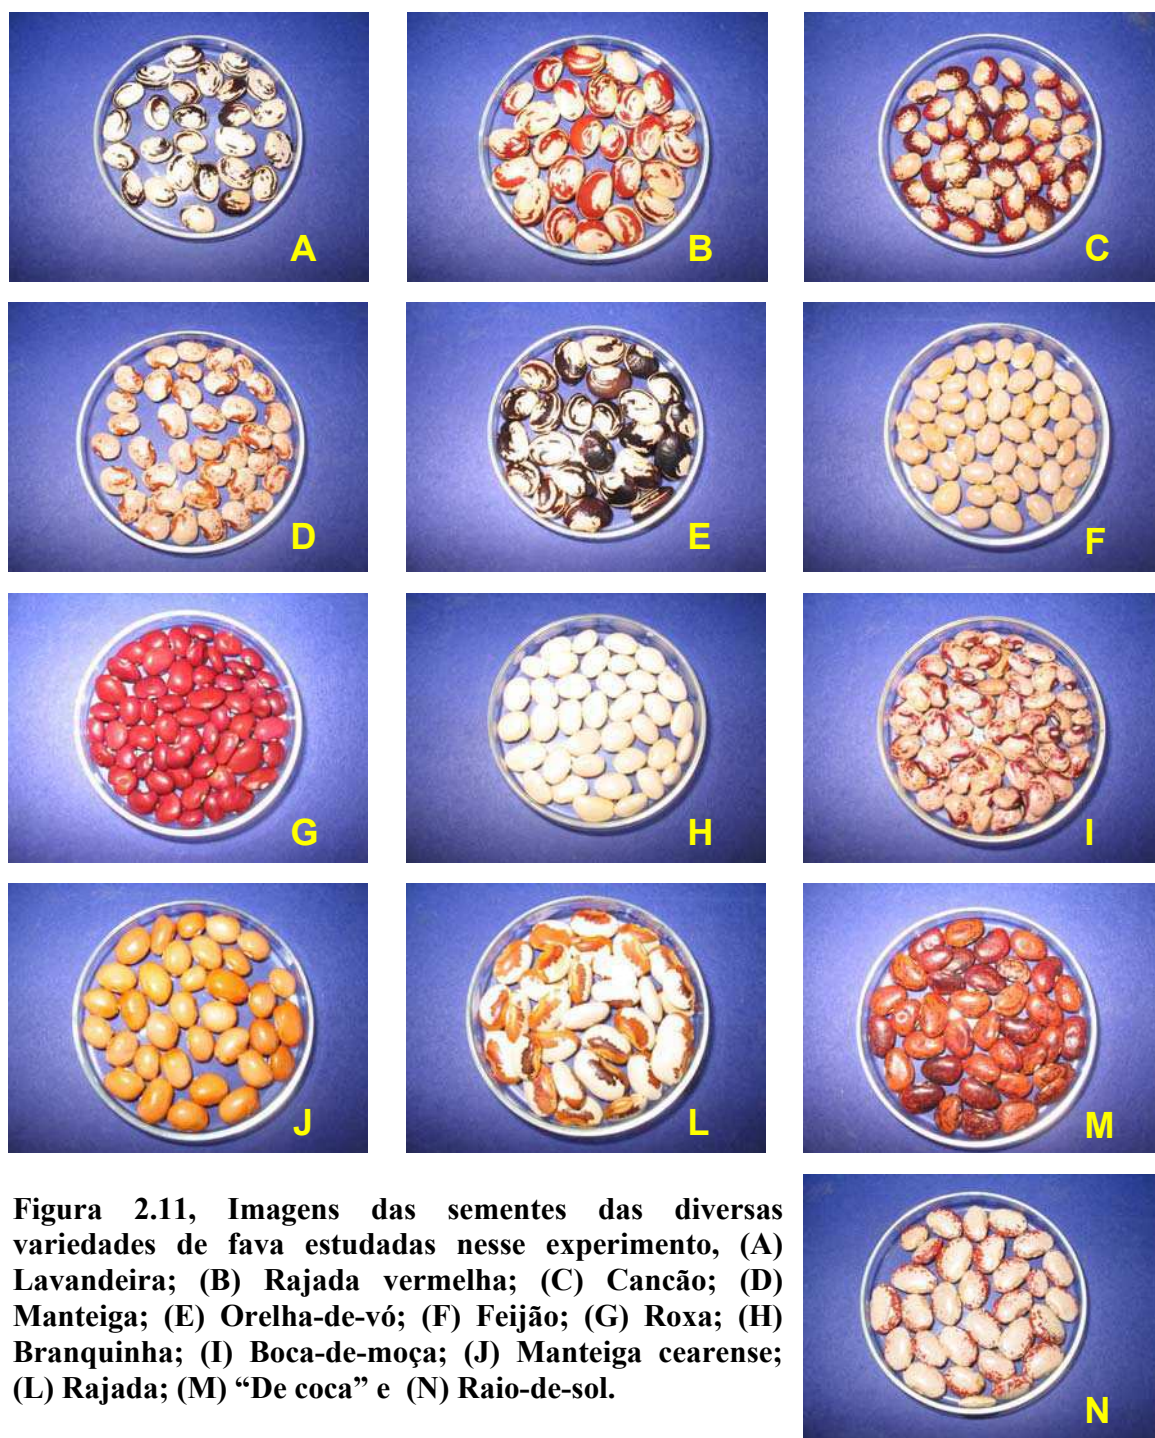 A
B
C
D
E
F
G
H
I
J
L
M
Figura 2.11, Imagens das sementes das diversas
variedades de fava estudadas nesse experimento, (A)
Lavandeira; (B) Rajada vermelha; (C) Cancão; (D)
Manteiga; (E) Orelha-de-vó; (F) Feijão; (G) Roxa; (H)
Branquinha; (I) Boca-de-moça; (J) Manteiga cearense;
(L) Rajada; (M) “De coca” e (N) Raio-de-sol.
N